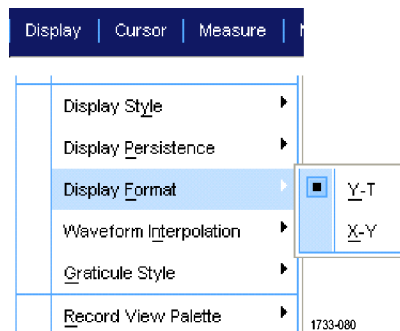 Display | Cursor | Measure |
Display Style
Display Persistence
Display Format
Y-T
Waveform Interpolation
X-Y
Graticule Style
Record View Palette
1733-080